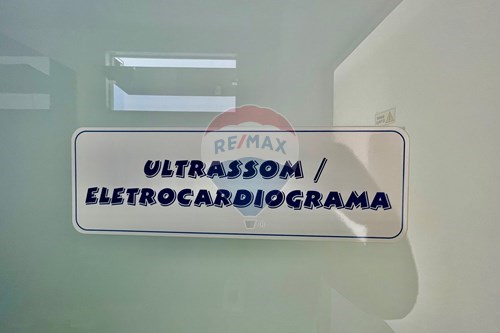 RE/MAX
ULTRASSOM /
ELETROCARDIOGRAMA